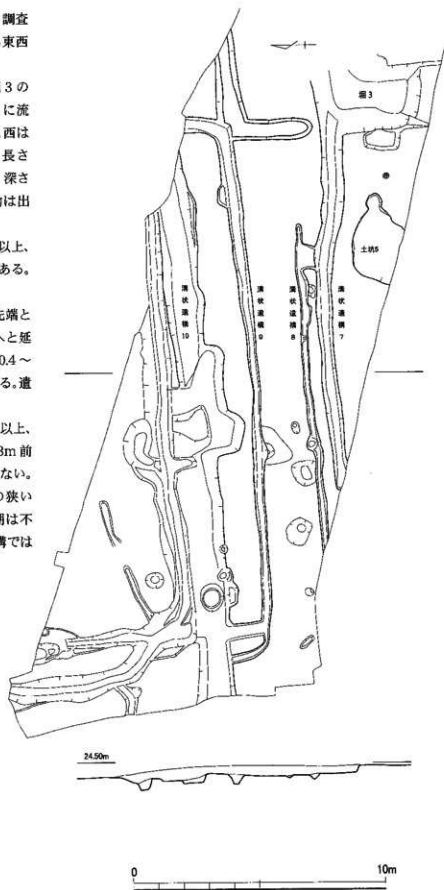 調査
東西
3の
に流
西は
長さ
深さ
は出
以上、
ある。
先端と
へと延
0.4～
る。遺
以上、
3m前
ない。
の狭い
期は不
溝では
堀3
土坑5
溝状遺構10
溝状遺構9
溝状遺構8
溝状遺構7
24.50m
0 10m